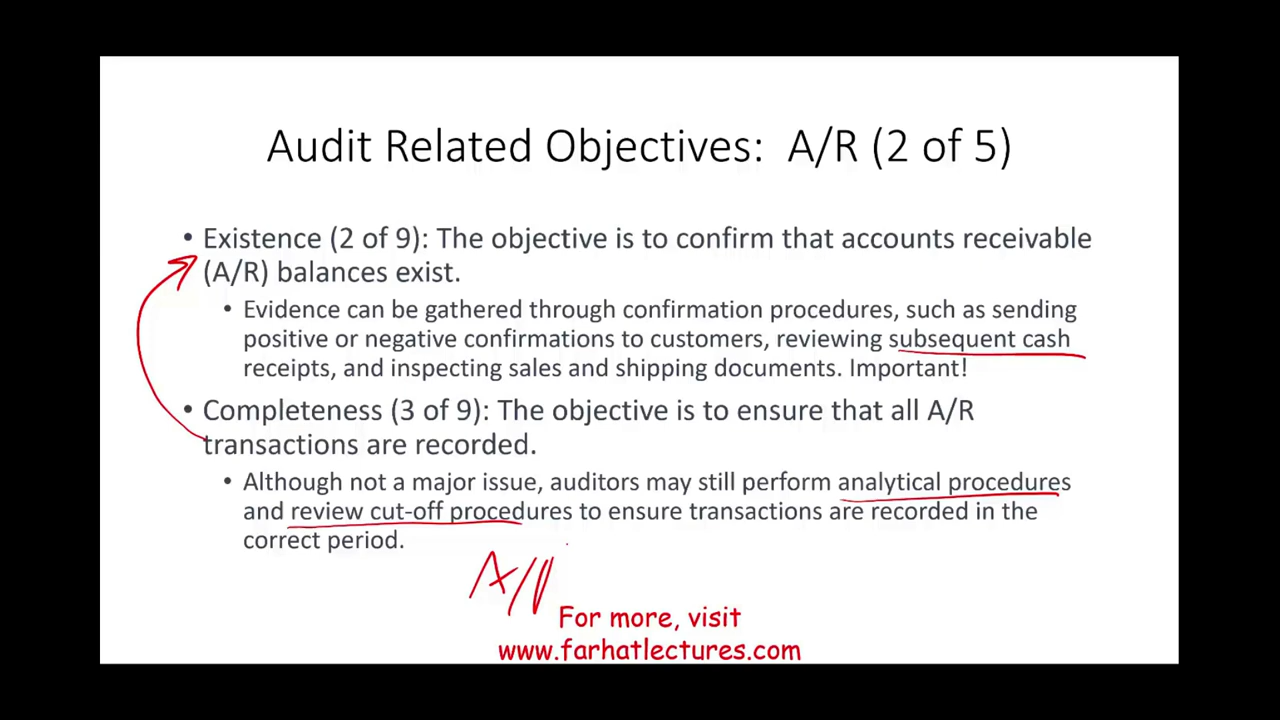 Audit Related Objectives: A/R (2 of 5)
• Existence (2 of 9): The objective is to confirm that accounts receivable
(A/R) balances exist.
• Evidence can be gathered through confirmation procedures, such as sending
positive or negative confirmations to customers, reviewing subsequent cash
receipts, and inspecting sales and shipping documents. Important!
• Completeness (3 of 9): The objective is to ensure that all A/R
transactions are recorded.
• Although not a major issue, auditors may still perform analytical procedures
and review cut-off procedures to ensure transactions are recorded in the
correct period.
For more, visit
www.farhatlectures.com